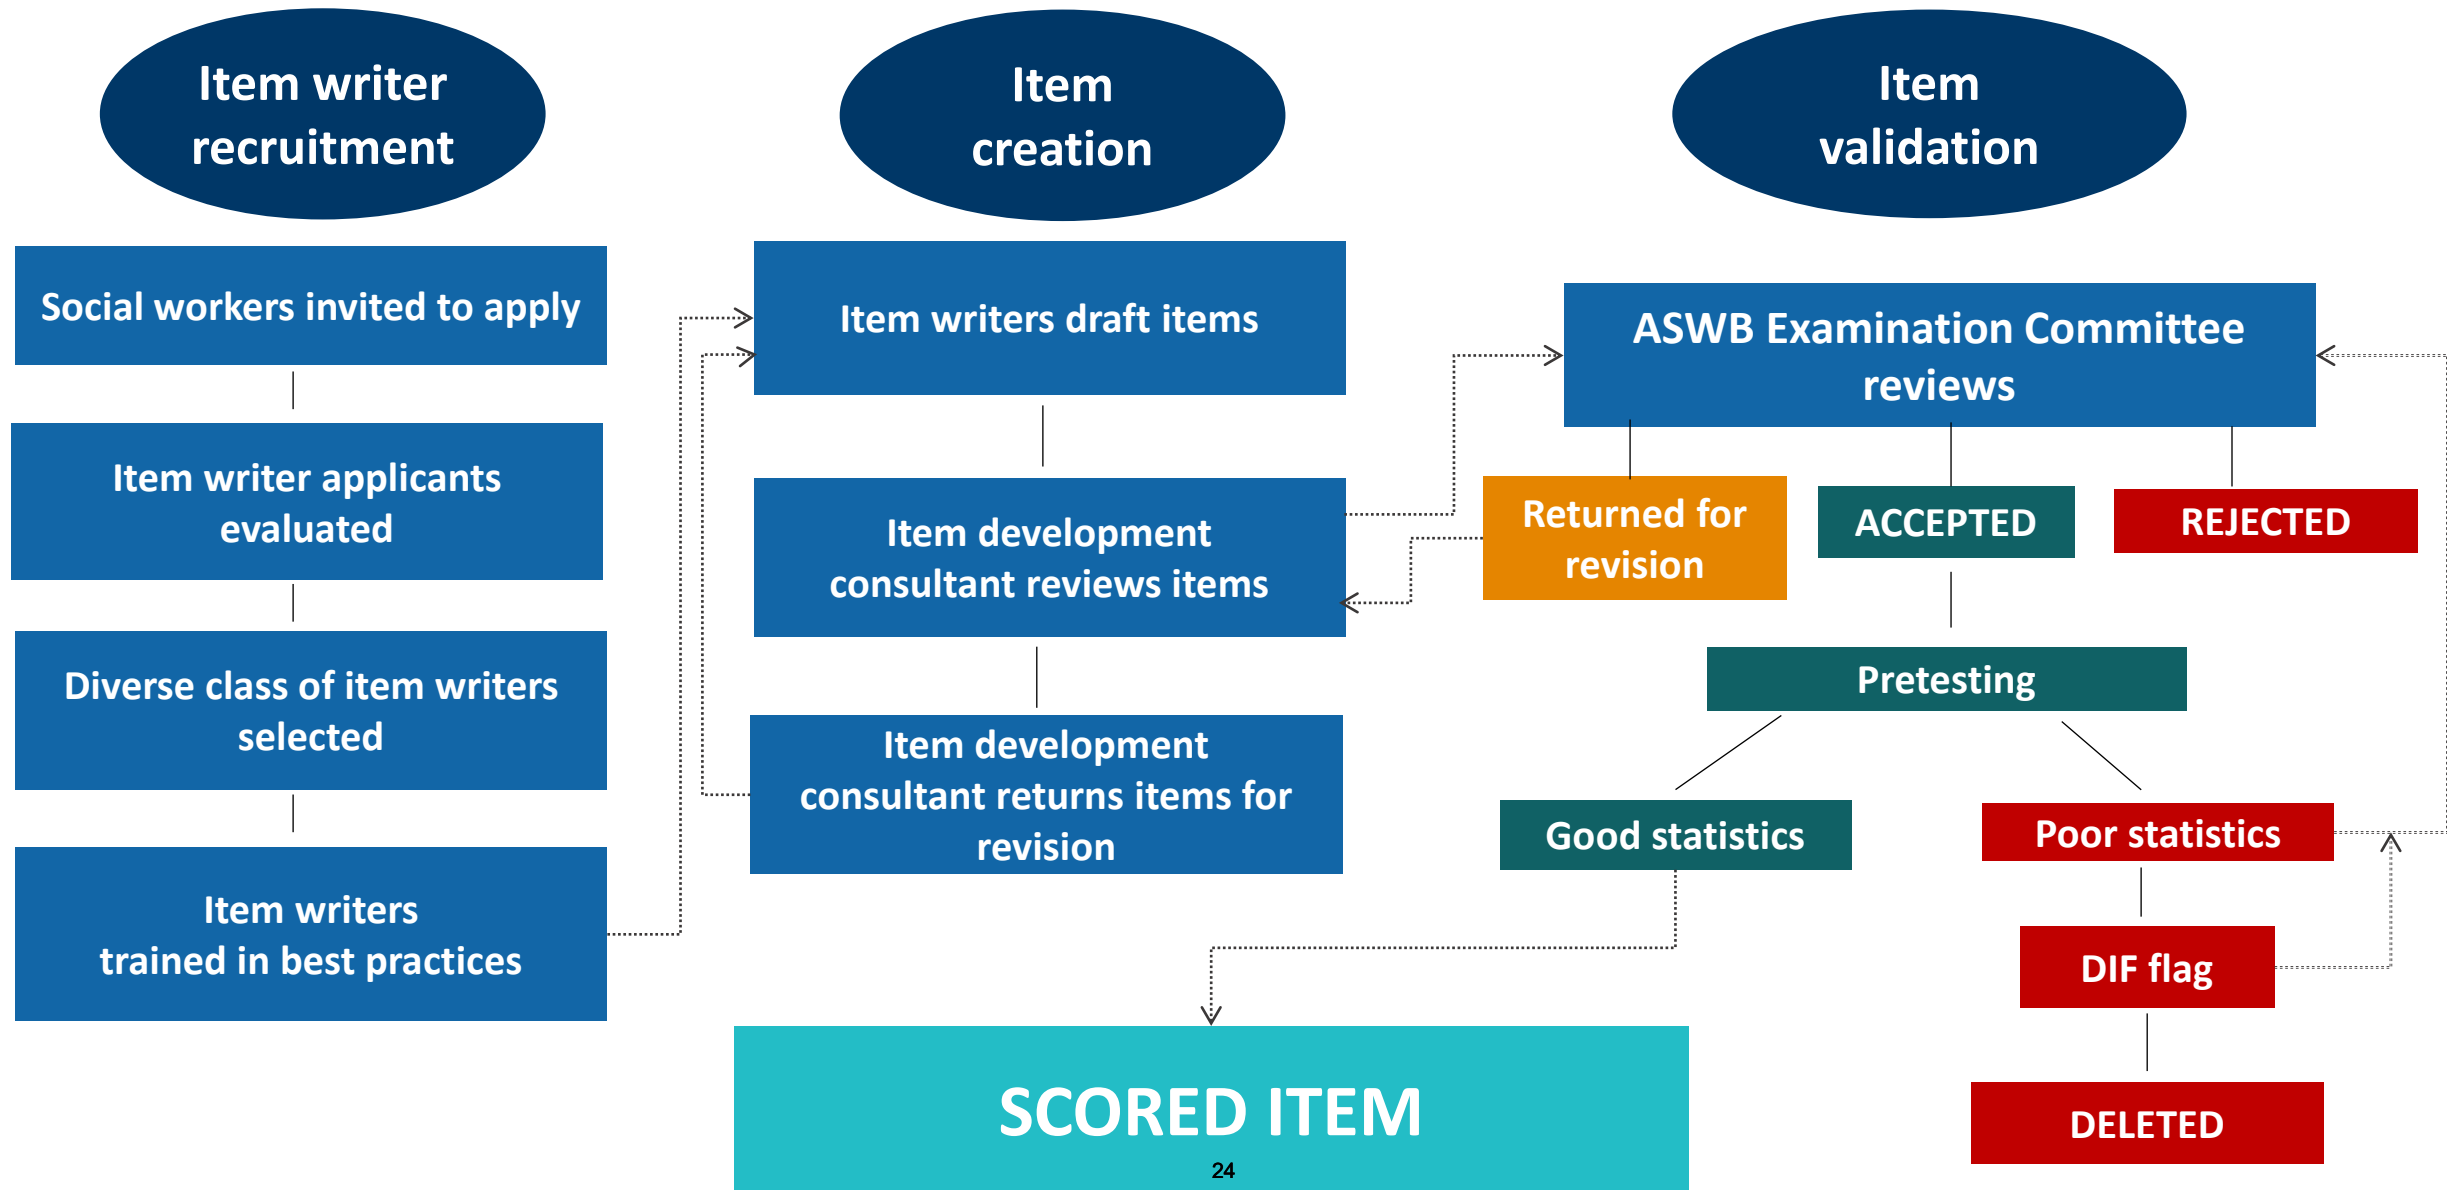 Item writer
recruitment
Social workers invited to apply
Item writer applicants
evaluated
Diverse class of item writers
selected
Item writers
trained in best practices
Item
creation
Item writers draft items
Item development
consultant reviews items
Item development
consultant returns items for
revision
Item
validation
ASWB Examination Committee
reviews
Returned for
revision
ACCEPTED
REJECTED
Pretesting
Good statistics
Poor statistics
DIF flag
DELETED
SCORED ITEM
24